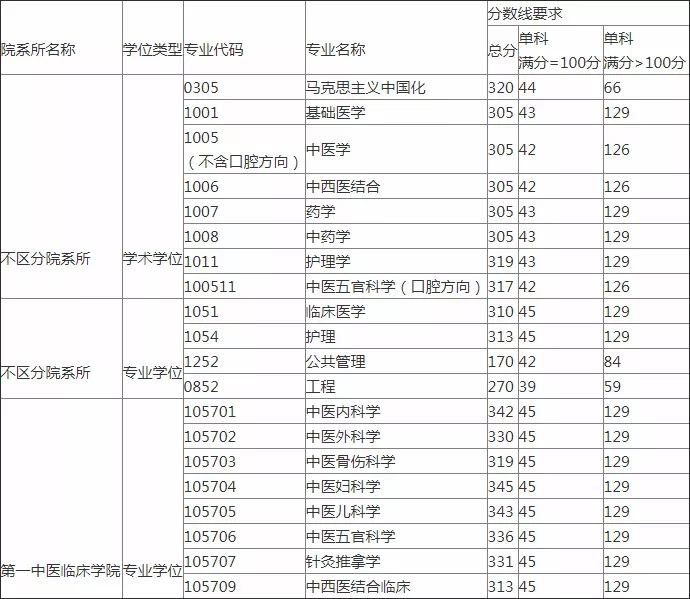 分数线要求
院系所名称 学位类型 专业代码 专业名称 总分 单科 单科
满分=100分 满分>100分
0305 马克思主义中国化 320 44 66
1001 基础医学 305 43 129
1005
（不含口腔方向） 中医学 305 42 126
1006 中西医结合 305 42 126
1007 药学 305 43 129
1008 中药学 305 43 129
不区分院系所 学术学位 1011 护理学 319 43 129
100511 中医五官科学（口腔方向） 317 42 126
1051 临床医学 310 45 129
1054 护理 313 45 129
不区分院系所 专业学位 1252 公共管理 170 42 84
0852 工程 270 39 59
105701 中医内科学 342 45 129
105702 中医外科学 330 45 129
105703 中医骨伤科学 319 45 129
105704 中医妇科学 345 45 129
105705 中医儿科学 343 45 129
105706 中医五官科学 336 45 129
第一中医临床学院 专业学位 105707 针灸推拿学 331 45 129
105709 中西医结合临床 313 45 129